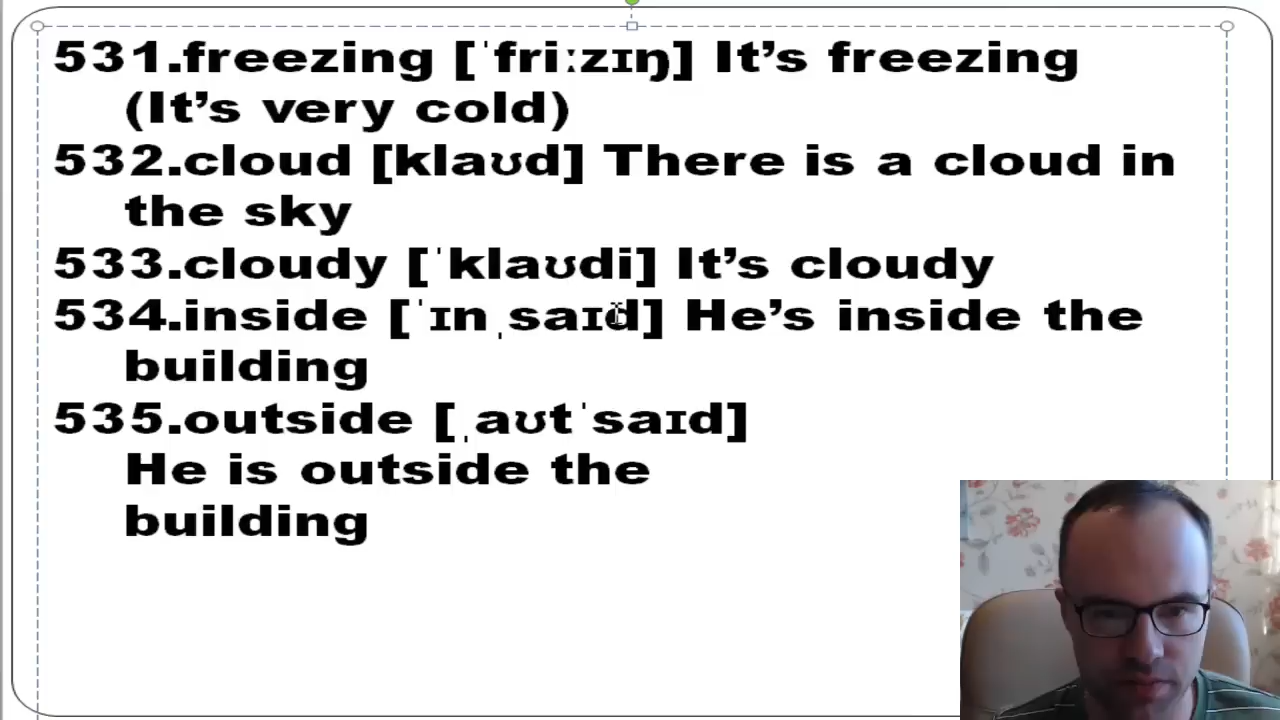 531.freezing [ˈfriːzɪŋ] It’s freezing
(It’s very cold)
532.cloud [klaʊd] There is a cloud in
the sky
533.cloudy [ˈklaʊdi] It’s cloudy
534.inside [ˈɪnˌsaɪd] He’s inside the
building
535.outside [ˌaʊtˈsaɪd]
He is outside the
building